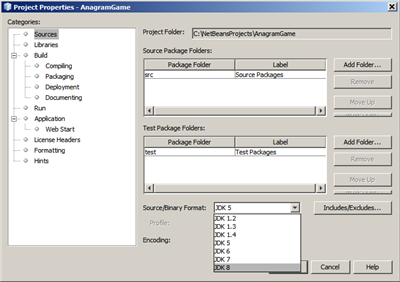 Project Properties - AnagramGame
Categories:
Sources
Libraries
Build
Compiling
Packaging
Deployment
Documenting
Run
Application
Web Start
License Headers
Formatting
Hints
Project Folder: C:\NetBeansProjects\AnagramGame
Source Package Folders:
Package Folder Label
src Source Packages
Add Folder...
Remove
Move Up
Test Package Folders:
Package Folder Label
test Test Packages
Add Folder...
Remove
Move Up
Source/Binary Format: JDK 5
Includes/Excludes...
JDK 1.2
JDK 1.3
JDK 1.4
JDK 5
JDK 6
JDK 7
JDK 8
Profile:
Encoding:
Cancel
Help